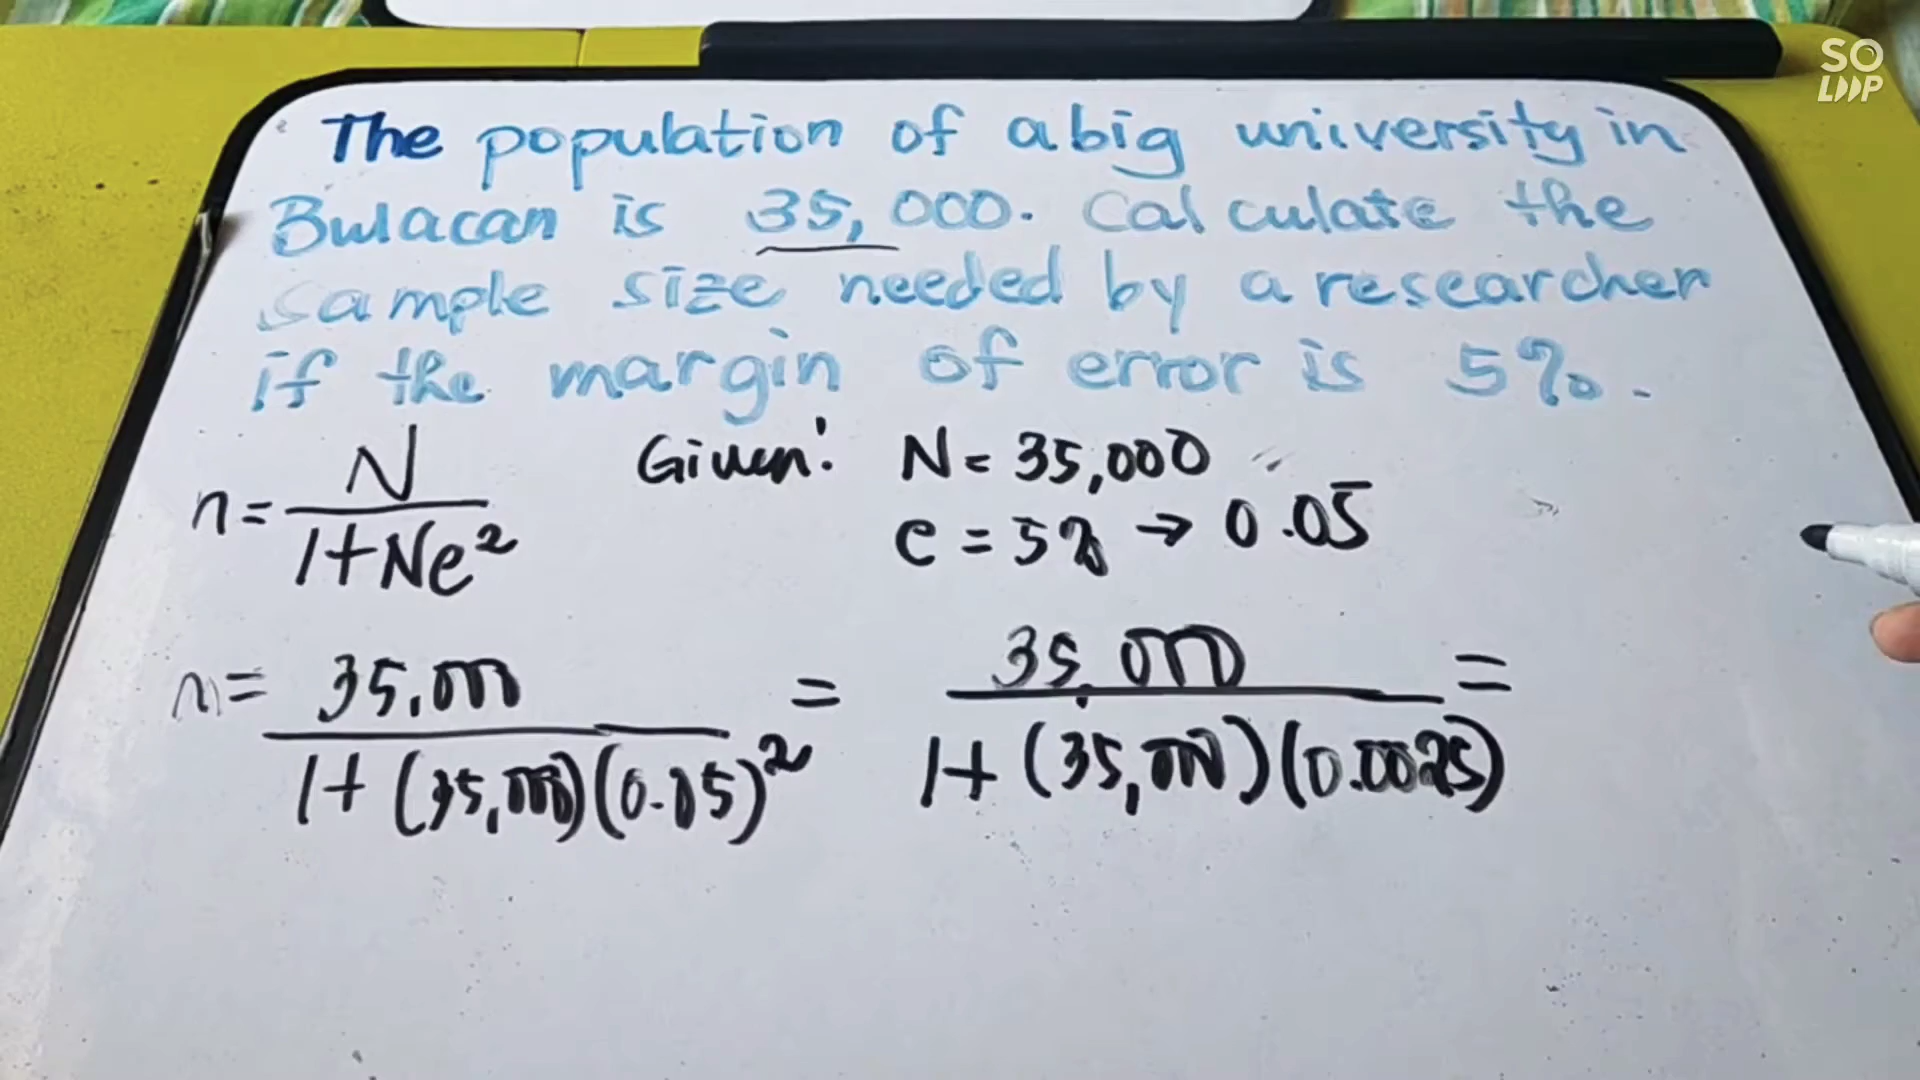 SO
LOOP
The population of a big university in
Bulacan is 35,000. Calculate the
sample size needed by a researcher
if the margin of error is 5%.
n = N / 1+Ne² Given: N = 35,000
e = 5% → 0.05
n = 35,000 / 1+(35,000)(0.05)² = 35,000 / 1+(35,000)(0.0025) =